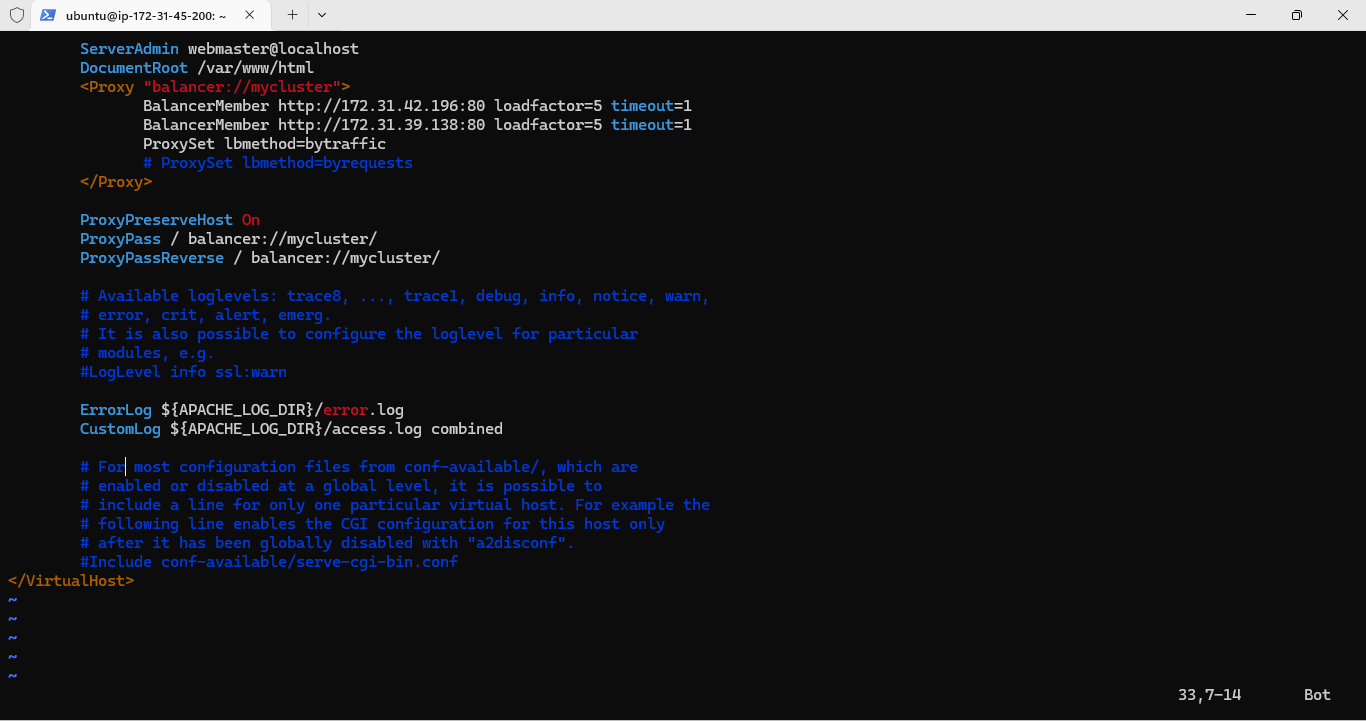 ubuntu@ip-172-31-45-200: ~
ServerAdmin webmaster@localhost
DocumentRoot /var/www/html
<Proxy "balancer://mycluster">
BalancerMember http://172.31.42.196:80 loadfactor=5 timeout=1
BalancerMember http://172.31.39.138:80 loadfactor=5 timeout=1
ProxySet lbmethod=bytraffic
# ProxySet lbmethod=byrequests
</Proxy>
ProxyPreserveHost On
ProxyPass / balancer://mycluster/
ProxyPassReverse / balancer://mycluster/
# Available loglevels: trace8, ..., trace1, debug, info, notice, warn,
# error, crit, alert, emerg.
# It is also possible to configure the loglevel for particular
# modules, e.g.
#LogLevel info ssl:warn
ErrorLog ${APACHE_LOG_DIR}/error.log
CustomLog ${APACHE_LOG_DIR}/access.log combined
# For most configuration files from conf-available/, which are
# enabled or disabled at a global level, it is possible to
# include a line for only one particular virtual host. For example the
# following line enables the CGI configuration for this host only
# after it has been globally disabled with "a2disconf".
#Include conf-available/serve-cgi-bin.conf
</VirtualHost>
~
~
~
~
~
33,7-14 Bot